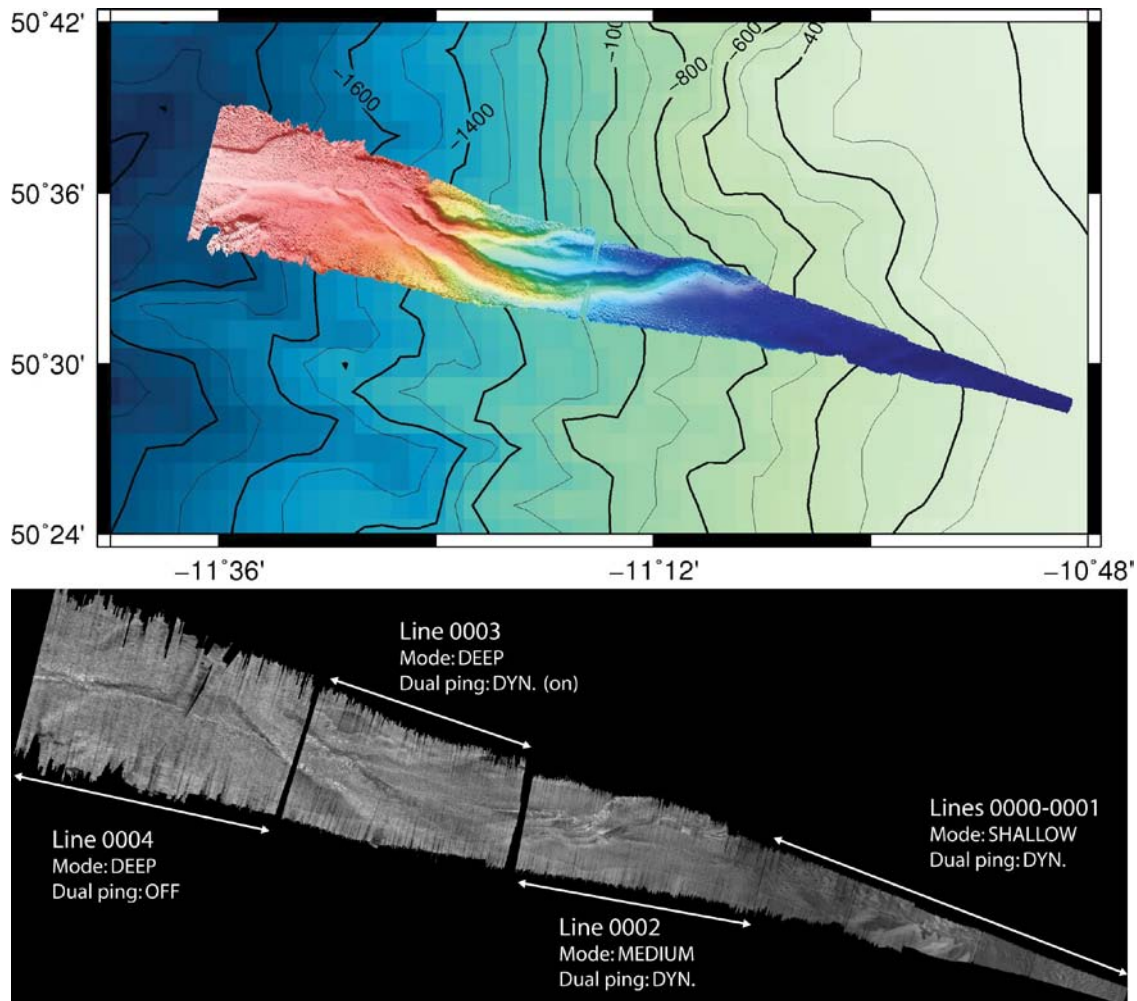 50°42'
50°36'
50°30'
50°24'
−1600
−1400
−100
−800
−600
−40
−11°36'
−11°12'
−10°48'
Line 0003
Mode: DEEP
Dual ping: DYN. (on)
Line 0004
Mode: DEEP
Dual ping: OFF
Lines 0000-0001
Mode: SHALLOW
Dual ping: DYN.
Line 0002
Mode: MEDIUM
Dual ping: DYN.